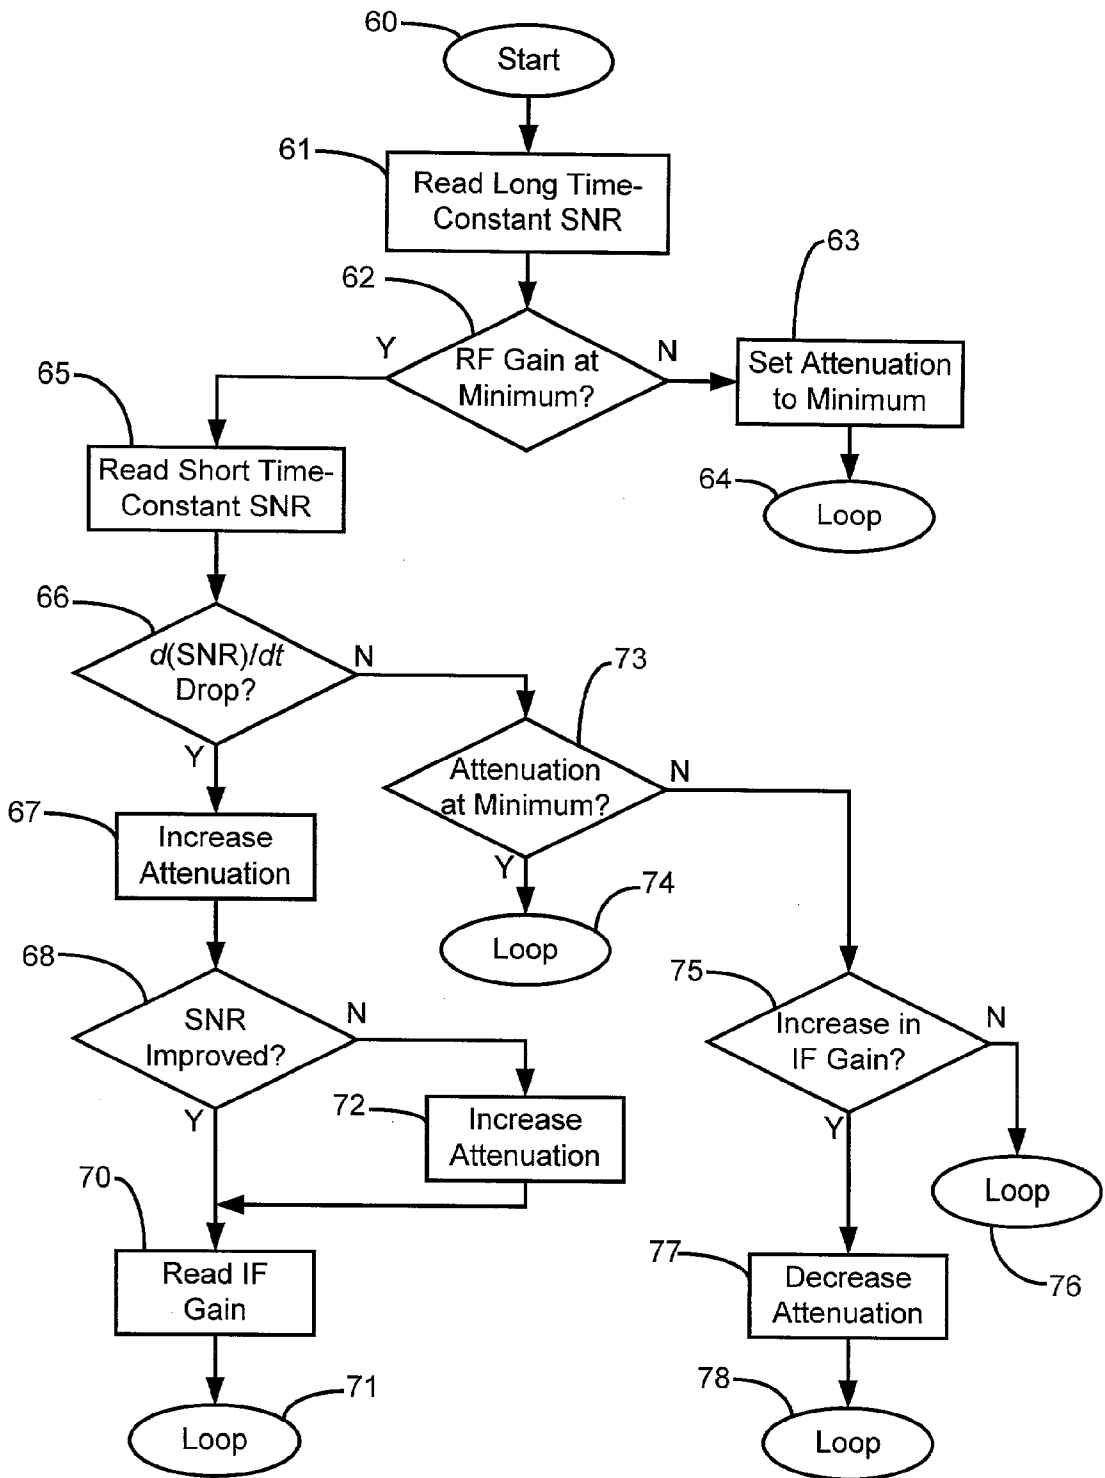 60
Start
61
Read Long Time-
Constant SNR
62
63
Y
RF Gain at
Minimum?
N
Set Attenuation
to Minimum
65
Read Short Time-
Constant SNR
64
Loop
66
d(SNR)/dt
Drop?
N
Y
73
Attenuation
at Minimum?
N
Y
67
Increase
Attenuation
74
Loop
68
SNR
Improved?
N
Y
75
Increase in
IF Gain?
N
Y
72
Increase
Attenuation
Loop
76
70
Read IF
Gain
77
Decrease
Attenuation
71
Loop
78
Loop